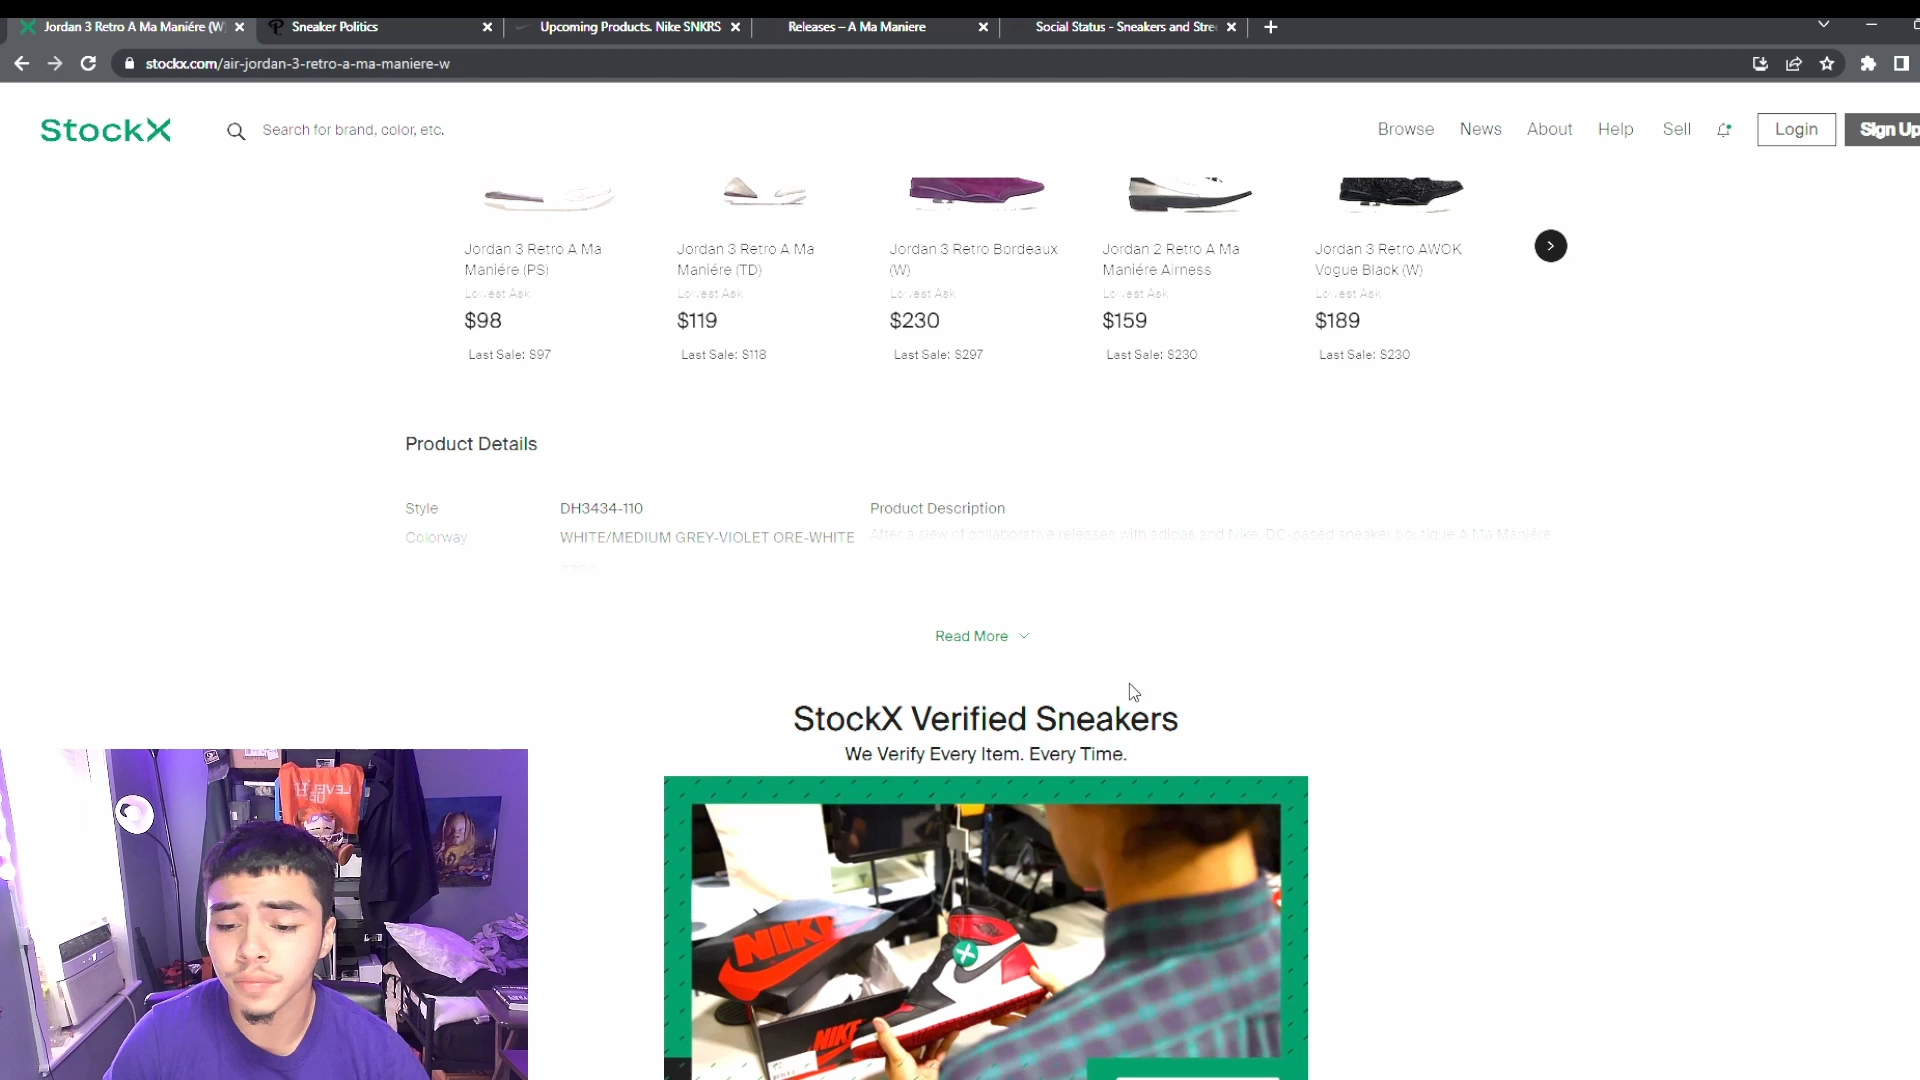 Jordan 3 Retro A Ma Maniére (W
Sneaker Politics
Upcoming Products. Nike SNKRS
Releases – A Ma Maniere
Social Status - Sneakers and Stre
stockx.com/air-jordan-3-retro-a-ma-maniere-w
StockX
Search for brand, color, etc.
Browse
News
About
Help
Sell
Login
Sign Up
Jordan 3 Retro A Ma
Maniére (PS)
Lowest Ask
$98
Last Sale: $97
Jordan 3 Retro A Ma
Maniére (TD)
Lowest Ask
$119
Last Sale: $118
Jordan 3 Retro Bordeaux
(W)
Lowest Ask
$230
Last Sale: $297
Jordan 2 Retro A Ma
Maniére Airness
Lowest Ask
$159
Last Sale: $230
Jordan 3 Retro AWOK
Vogue Black (W)
Lowest Ask
$189
Last Sale: $230
Product Details
Style
DH3434-110
Colorway
WHITE/MEDIUM GREY-VIOLET ORE-WHITE
Product Description
After a slew of collaborative releases with adidas and Nike, DC-based sneaker boutique A Ma Maniére
Read More
StockX Verified Sneakers
We Verify Every Item. Every Time.
NIKE
NIKE